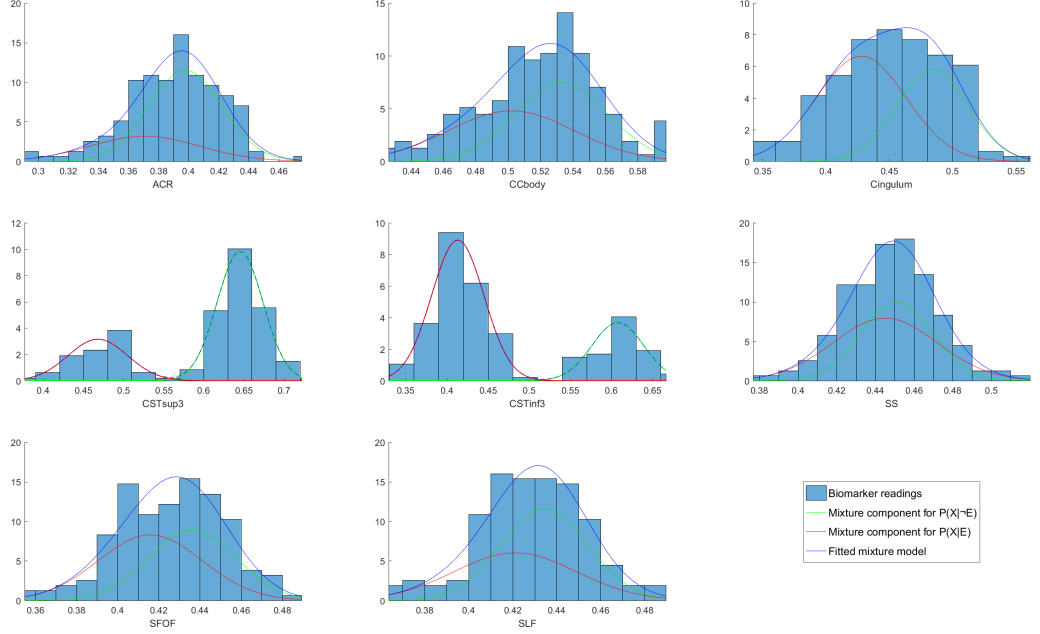 20
15
10
5
0
0.3 0.32 0.34 0.36 0.38 0.4 0.42 0.44 0.46
ACR
15
10
5
0
0.44 0.46 0.48 0.5 0.52 0.54 0.56 0.58
CCbody
10
8
6
4
2
0
0.35 0.4 0.45 0.5 0.55
Cingulum
12
10
8
6
4
2
0
0.4 0.45 0.5 0.55 0.6 0.65 0.7
CSTsup3
10
8
6
4
2
0
0.35 0.4 0.45 0.5 0.55 0.6 0.65
CSTinf3
20
15
10
5
0
0.38 0.4 0.42 0.44 0.46 0.48 0.5
SS
20
15
10
5
0
0.36 0.38 0.4 0.42 0.44 0.46 0.48
SFOF
20
15
10
5
0
0.38 0.4 0.42 0.44 0.46 0.48
SLF
Biomarker readings
Mixture component for P(X|¬E)
Mixture component for P(X|E)
Fitted mixture model